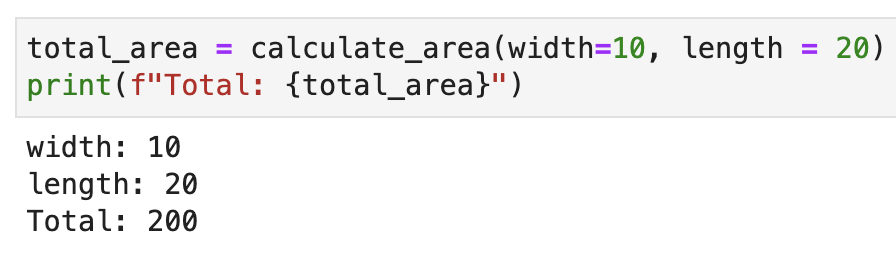 total_area = calculate_area(width=10, length = 20)
print(f"Total: {total_area}")
width: 10
length: 20
Total: 200